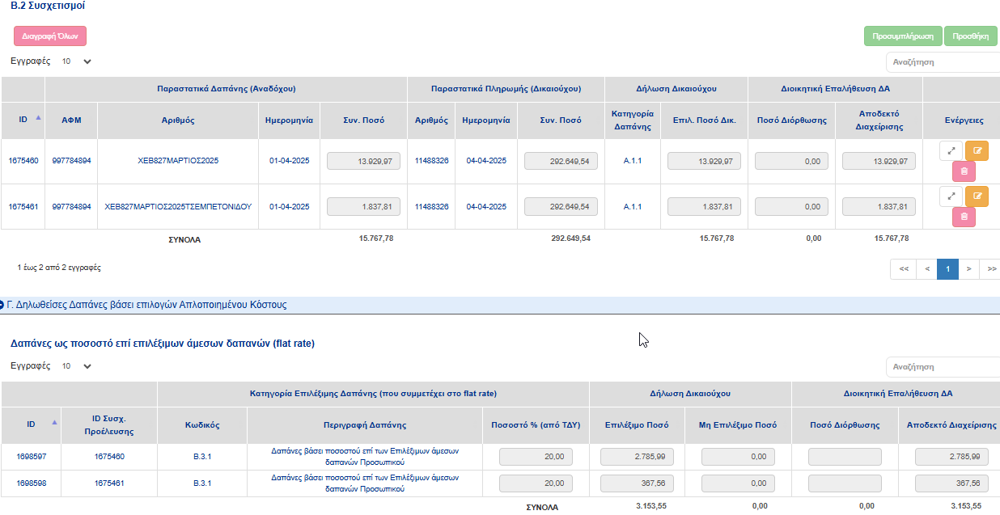 Β.2 Συσχετισμοί
Διαγραφή Όλων
Προσυμπλήρωση Προσθήκη
Εγγραφές 10
Αναζήτηση
Παραστατικά Δαπάνης (Αναδόχου) Παραστατικά Πληρωμής (Δικαιούχου) Δήλωση Δικαιούχου Διοικητική Επαλήθευση ΔΑ
ID ΑΦΜ Αριθμός Ημερομηνία Συν. Ποσό Αριθμός Ημερομηνία Συν. Ποσό Κατηγορία Δαπάνης Επιλ. Ποσό Δικ. Ποσό Διόρθωσης Αποδεκτό Διαχείρισης Ενέργειες
1675460 997784894 ΧΕΒ827ΜΑΡΤΙΟΣ2025 01-04-2025 13.929,97 11488326 04-04-2025 292.649,54 Α.1.1 13.929,97 0,00 13.929,97
1675461 997784894 ΧΕΒ827ΜΑΡΤΙΟΣ2025ΤΣΕΜΠΕΤΟΝΙΔΟΥ 01-04-2025 1.837,81 11488326 04-04-2025 292.649,54 Α.1.1 1.837,81 0,00 1.837,81
ΣΥΝΟΛΑ 15.767,78 292.649,54 15.767,78 0,00 15.767,78
1 έως 2 από 2 εγγραφές
<< < 1 > >>
Γ. Δηλωθείσες Δαπάνες βάσει επιλογών Απλοποιημένου Κόστους
Δαπάνες ως ποσοστό επί επιλέξιμων άμεσων δαπανών (flat rate)
Εγγραφές 10
Αναζήτηση
Κατηγορία Επιλέξιμης Δαπάνης (που συμμετέχει στο flat rate) Δήλωση Δικαιούχου Διοικητική Επαλήθευση ΔΑ
ID ID Συσχ. Προέλευσης Κωδικός Περιγραφή Δαπάνης Ποσοστό % (από ΤΔΥ) Επιλέξιμο Ποσό Μη Επιλέξιμο Ποσό Ποσό Διόρθωσης Αποδεκτό Διαχείρισης
1698597 1675460 Β.3.1 Δαπάνες βάσει ποσοστού επί των Επιλέξιμων άμεσων δαπανών Προσωπικού 20,00 2.785,99 0,00 2.785,99
1698598 1675461 Β.3.1 Δαπάνες βάσει ποσοστού επί των Επιλέξιμων άμεσων δαπανών Προσωπικού 20,00 367,56 0,00 367,56
ΣΥΝΟΛΑ 3.153,55 0,00 0,00 3.153,55